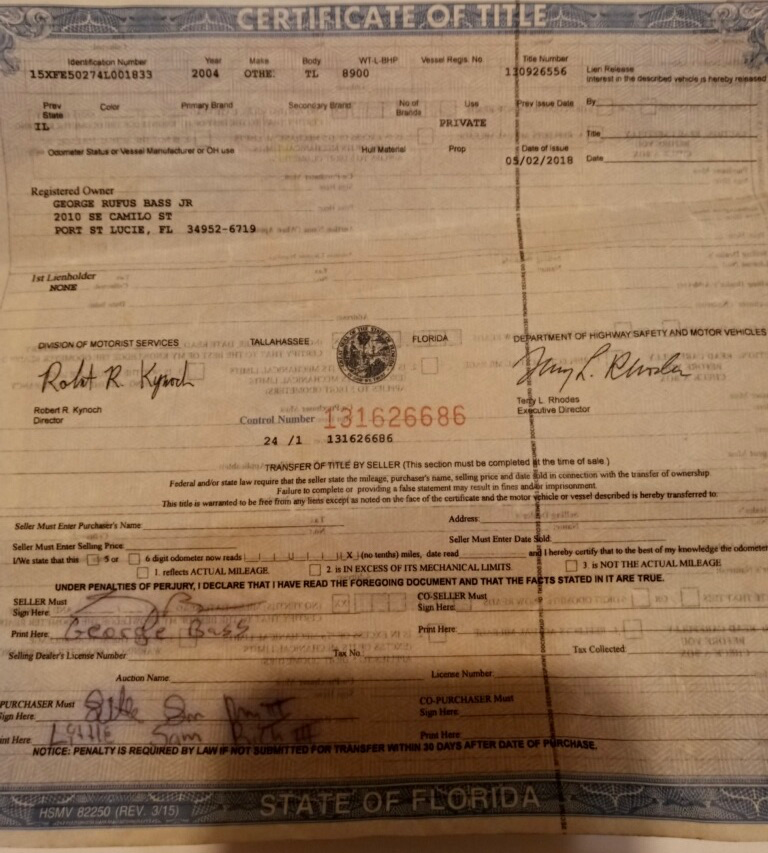 CERTIFICATE OF TITLE
Identification Number Year Make Body WT-L-BHP Vessel Regis. No Title Number
15XFE50274L001833 2004 OTHE TL 8900 130926556
Lien Release
Interest in the described vehicle is hereby released
Prev State Color Primary Brand Secondary Brand No of Brands Use Prev Issue Date By
IL PRIVATE
Title
Odometer Status or Vessel Manufacturer or OH use Hull Material Prop Date of Issue
05/02/2018 Date
Registered Owner
GEORGE RUFUS BASS JR
2010 SE CAMILO ST
PORT ST LUCIE, FL 34952-6719
1st Lienholder
NONE
DIVISION OF MOTORIST SERVICES TALLAHASSEE FLORIDA DEPARTMENT OF HIGHWAY SAFETY AND MOTOR VEHICLES
Robert R. Kynoch Terry L. Rhodes
Director Executive Director
Control Number 131626686
24 /1 131626686
TRANSFER OF TITLE BY SELLER (This section must be completed at the time of sale.)
Federal and/or state law require that the seller state the mileage, purchaser's name, selling price and date sold in connection with the transfer of ownership.
Failure to complete or providing a false statement may result in fines and/or imprisonment.
This title is warranted to be free from any liens except as noted on the face of the certificate and the motor vehicle or vessel described is hereby transferred to:
Seller Must Enter Purchaser's Name Address:
Seller Must Enter Selling Price: Seller Must Enter Date Sold:
I/We state that this 5 or 6 digit odometer now reads X (no tenths) miles, date read and I hereby certify that to the best of my knowledge the odometer
1. reflects ACTUAL MILEAGE. 2. is IN EXCESS OF ITS MECHANICAL LIMITS. 3 is NOT THE ACTUAL MILEAGE
UNDER PENALTIES OF PERJURY, I DECLARE THAT I HAVE READ THE FOREGOING DOCUMENT AND THAT THE FACTS STATED IN IT ARE TRUE.
SELLER Must CO-SELLER Must
Sign Here: Sign Here:
Print Here: George Bass Print Here:
Selling Dealer's License Number: Tax No. Tax Collected:
Auction Name License Number:
PURCHASER Must CO-PURCHASER Must
Sign Here: Sign Here:
Print Here: Little Sam Print Here:
NOTICE: PENALTY IS REQUIRED BY LAW IF NOT SUBMITTED FOR TRANSFER WITHIN 30 DAYS AFTER DATE OF PURCHASE.
HSMV 82250 (REV. 3/15) STATE OF FLORIDA